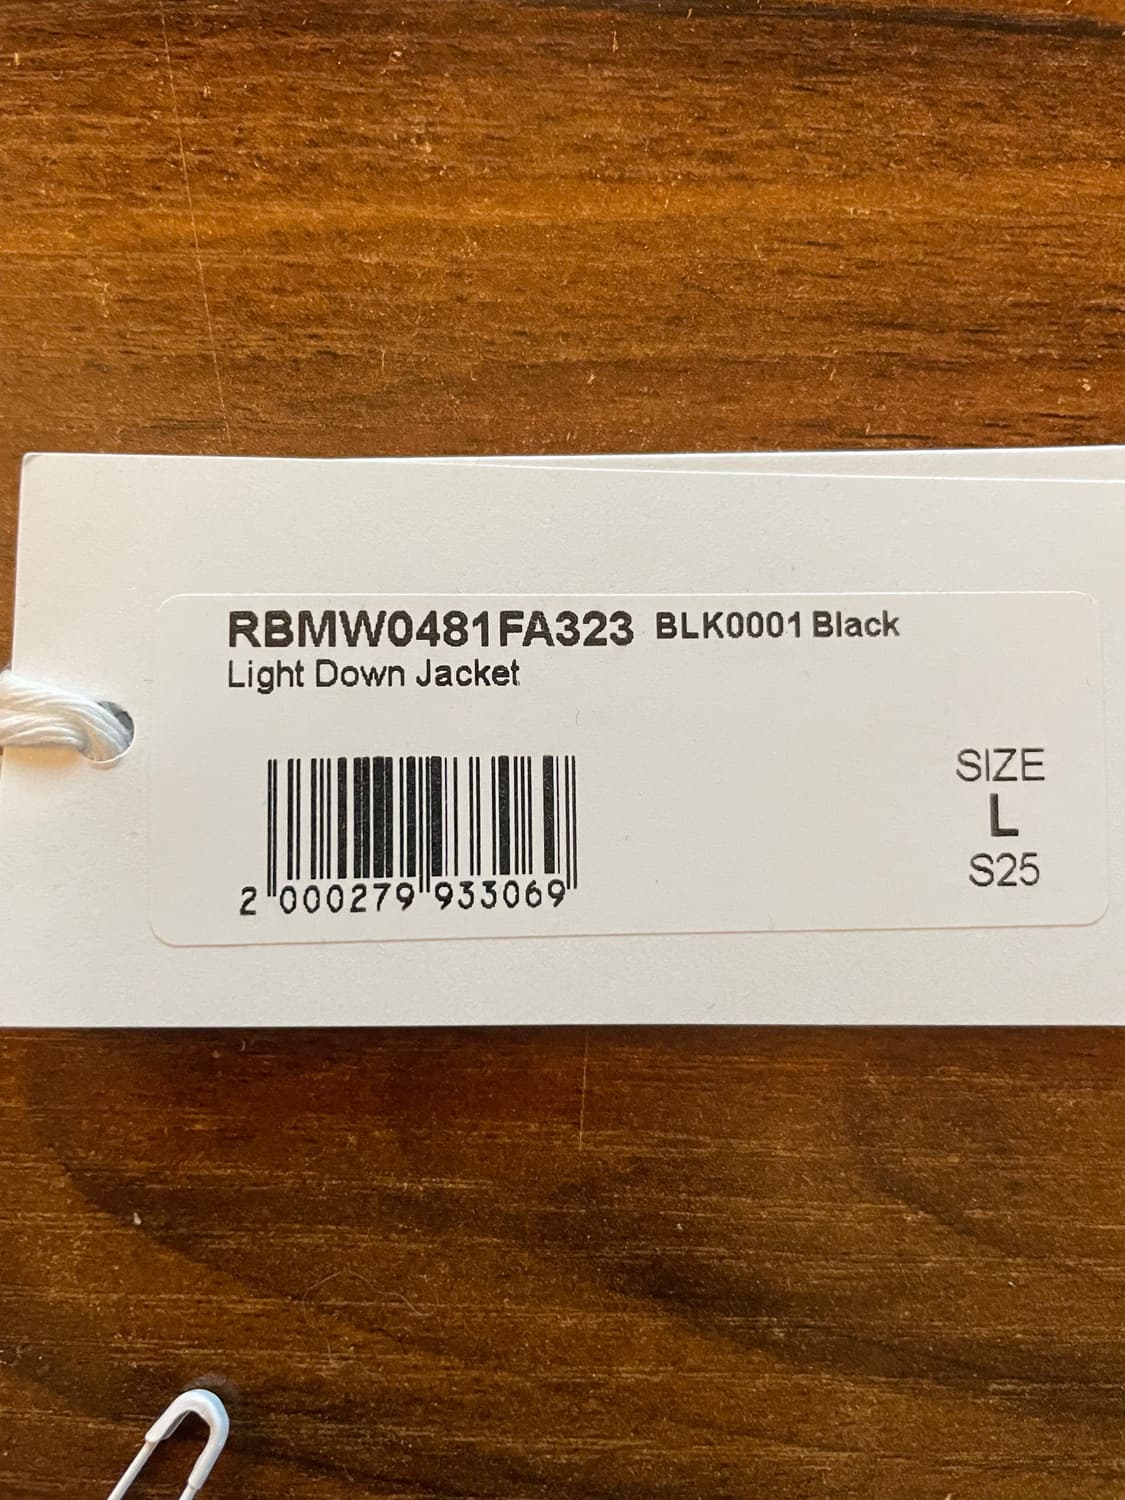 RBMW0481FA323 BLK0001 Black
Light Down Jacket
2 000279 933069
SIZE
L
S25